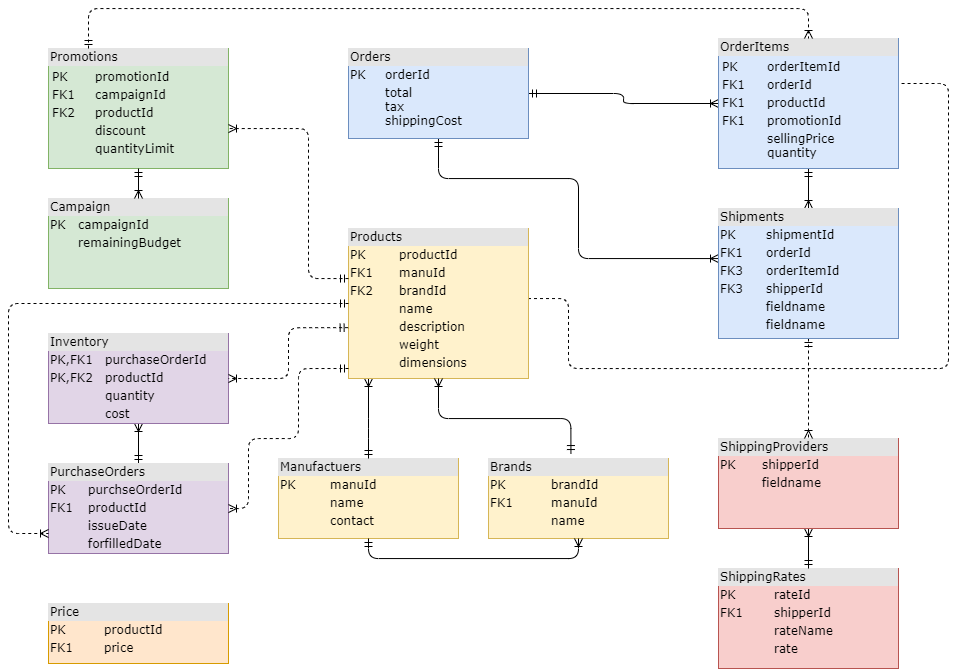 Promotions
PK promotionId
FK1 campaignId
FK2 productId
discount
quantityLimit
Orders
PK orderId
total
tax
shippingCost
OrderItems
PK orderItemId
FK1 orderId
FK1 productId
FK1 promotionId
sellingPrice
quantity
Campaign
PK campaignId
remainingBudget
Products
PK productId
FK1 manuId
FK2 brandId
name
description
weight
dimensions
Shipments
PK shipmentId
FK1 orderId
FK3 orderItemId
FK3 shipperId
fieldname
fieldname
Inventory
PK,FK1 purchaseOrderId
PK,FK2 productId
quantity
cost
PurchaseOrders
PK purchseOrderId
FK1 productId
issueDate
forfilledDate
Manufactuers
PK manuId
name
contact
Brands
PK brandId
FK1 manuId
name
ShippingProviders
PK shipperId
fieldname
ShippingRates
PK rateId
FK1 shipperId
rateName
rate
Price
PK productId
FK1 price